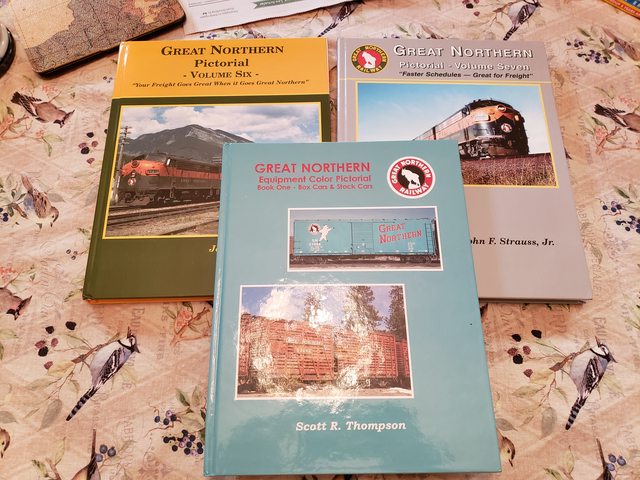 GREAT NORTHERN
Pictorial
- VOLUME SIX -
"Your Freight Goes Great When it Goes Great Northern"
GREAT NORTHERN
RAILWAY
GREAT NORTHERN
Pictorial - Volume Seven
"Faster Schedules — Great for Freight"
John F. Strauss, Jr.
GREAT NORTHERN
Equipment Color Pictorial
Book One - Box Cars & Stock Cars
GREAT NORTHERN
RAILWAY
GREAT
NORTHERN
Scott R. Thompson